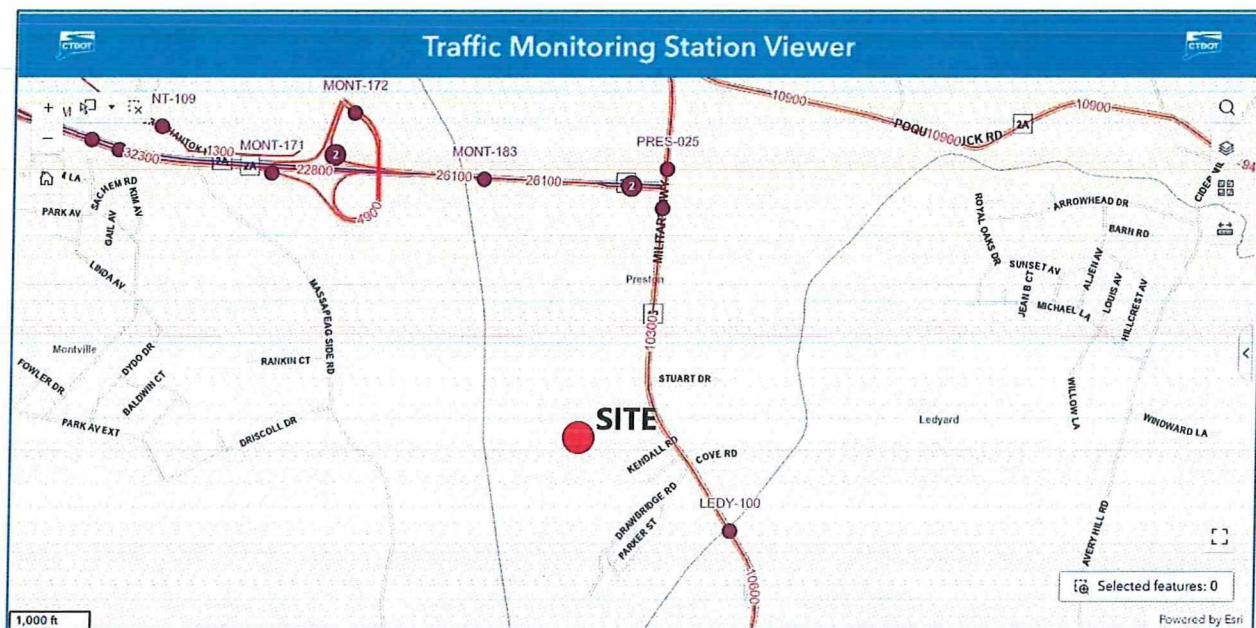 CTDOT
Traffic Monitoring Station Viewer
CTDOT
MONT-172
NT-109
MONT-171
MONT-183
PRES-025
32300
1300
22800
26100
26100
4900
2A
2A
2
2
10900
10900
10900
2A
MILITARY
SACHEM RD
KIM AV
PARK AV
GAIL AV
LINDA AV
MASSAPEAG SIDE RD
Preston
10300
ROYAL OAKS DR
ARROWHEAD DR
BARN RD
SUNSET AV
JEAN B CT
MICHAEL LA
ALJEN AV
LOUIS AV
HILLCREST AV
Montville
DYDO DR
FOWLER DR
BALDWIN CT
RANKIN CT
STUART DR
PARK AV EXT
DRISCOLL DR
SITE
KENDALL RD
COVE RD
Ledyard
WILLOW LA
WINDWARD LA
DRAWBRIDGE RD
PARKER ST
LEDY-100
AVERY HILL RD
10600
Selected features: 0
1,000 ft
Powered by Esri